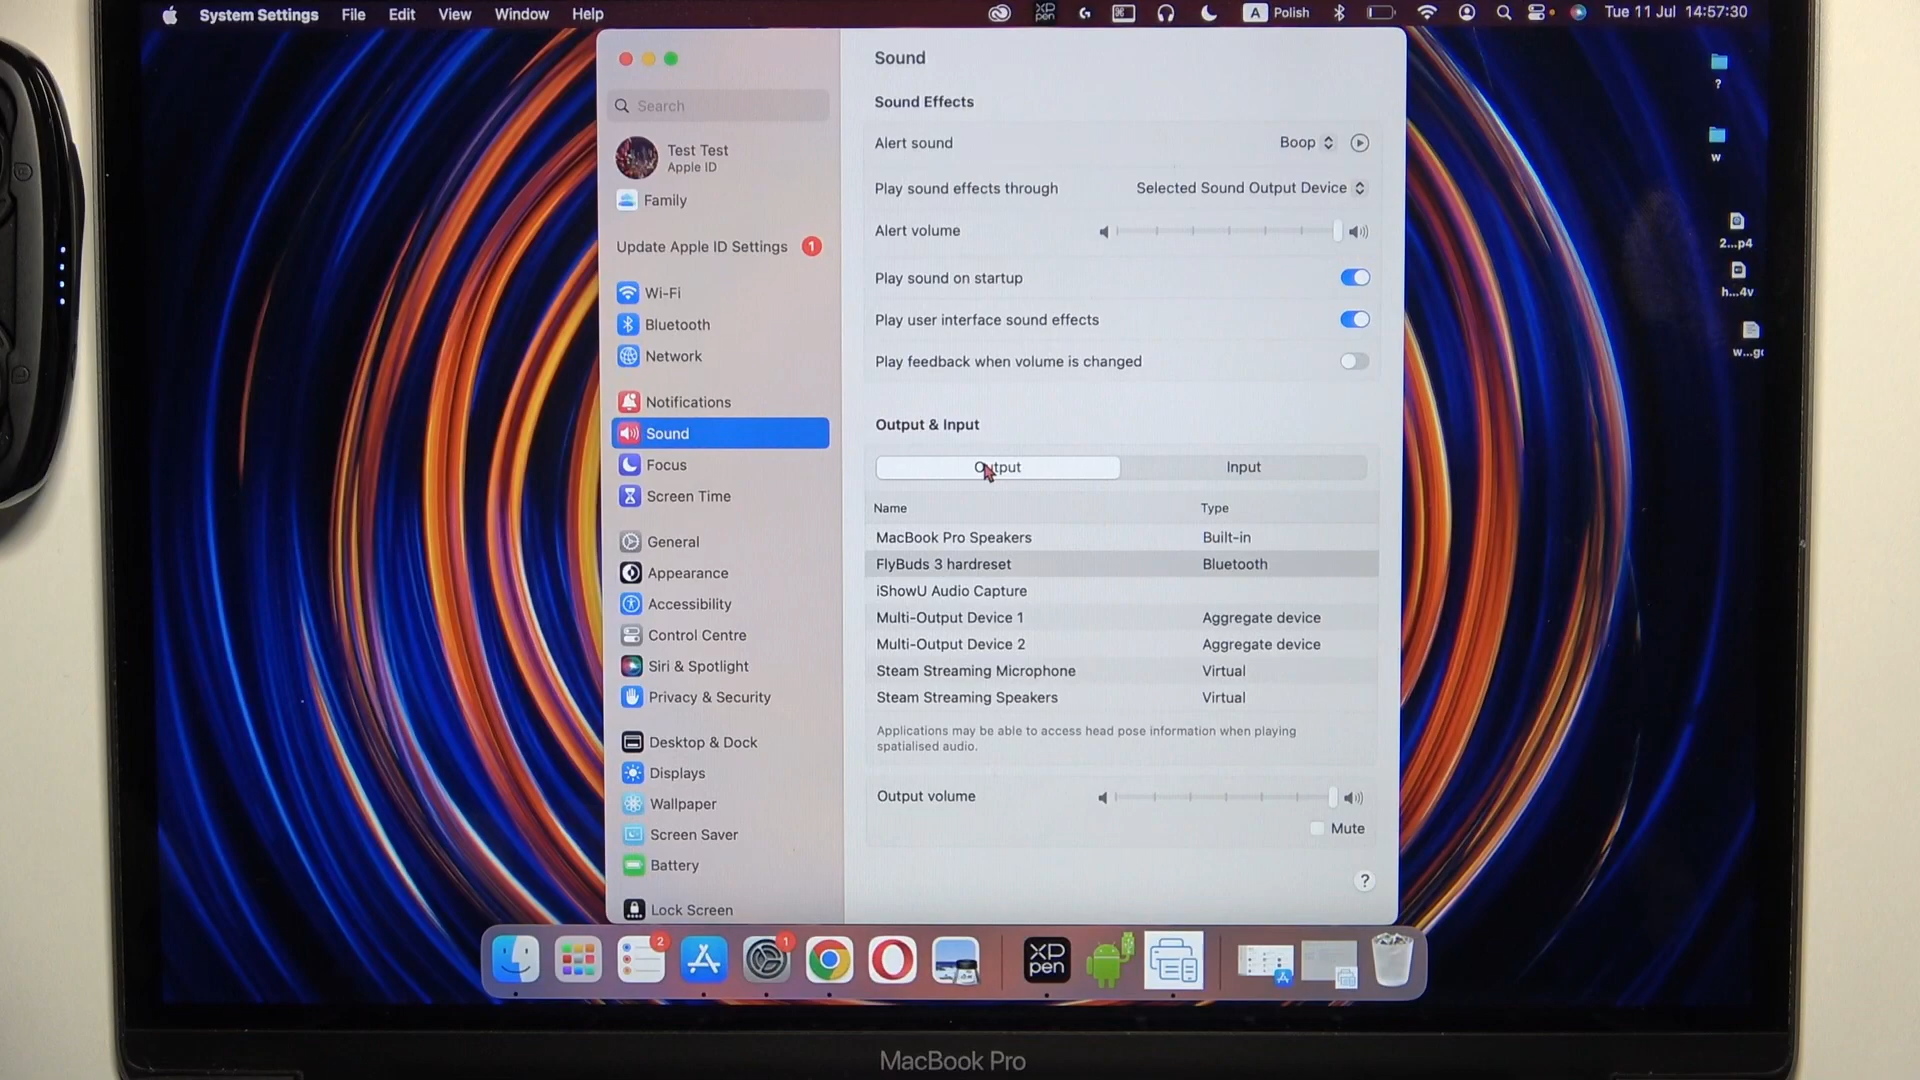 System Settings File Edit View Window Help
XP pen
A Polish
Tue 11 Jul 14:57:30
Search
Test Test
Apple ID
Family
Update Apple ID Settings 1
Wi-Fi
Bluetooth
Network
Notifications
Sound
Focus
Screen Time
General
Appearance
Accessibility
Control Centre
Siri & Spotlight
Privacy & Security
Desktop & Dock
Displays
Wallpaper
Screen Saver
Battery
Lock Screen
Sound
Sound Effects
Alert sound Boop
Play sound effects through Selected Sound Output Device
Alert volume
Play sound on startup
Play user interface sound effects
Play feedback when volume is changed
Output & Input
Output Input
Name Type
MacBook Pro Speakers Built-in
FlyBuds 3 hardreset Bluetooth
iShowU Audio Capture
Multi-Output Device 1 Aggregate device
Multi-Output Device 2 Aggregate device
Steam Streaming Microphone Virtual
Steam Streaming Speakers Virtual
Applications may be able to access head pose information when playing
spatialised audio.
Output volume
Mute
?
?
w
2...p4
h...4v
2
1
XP
pen
MacBook Pro